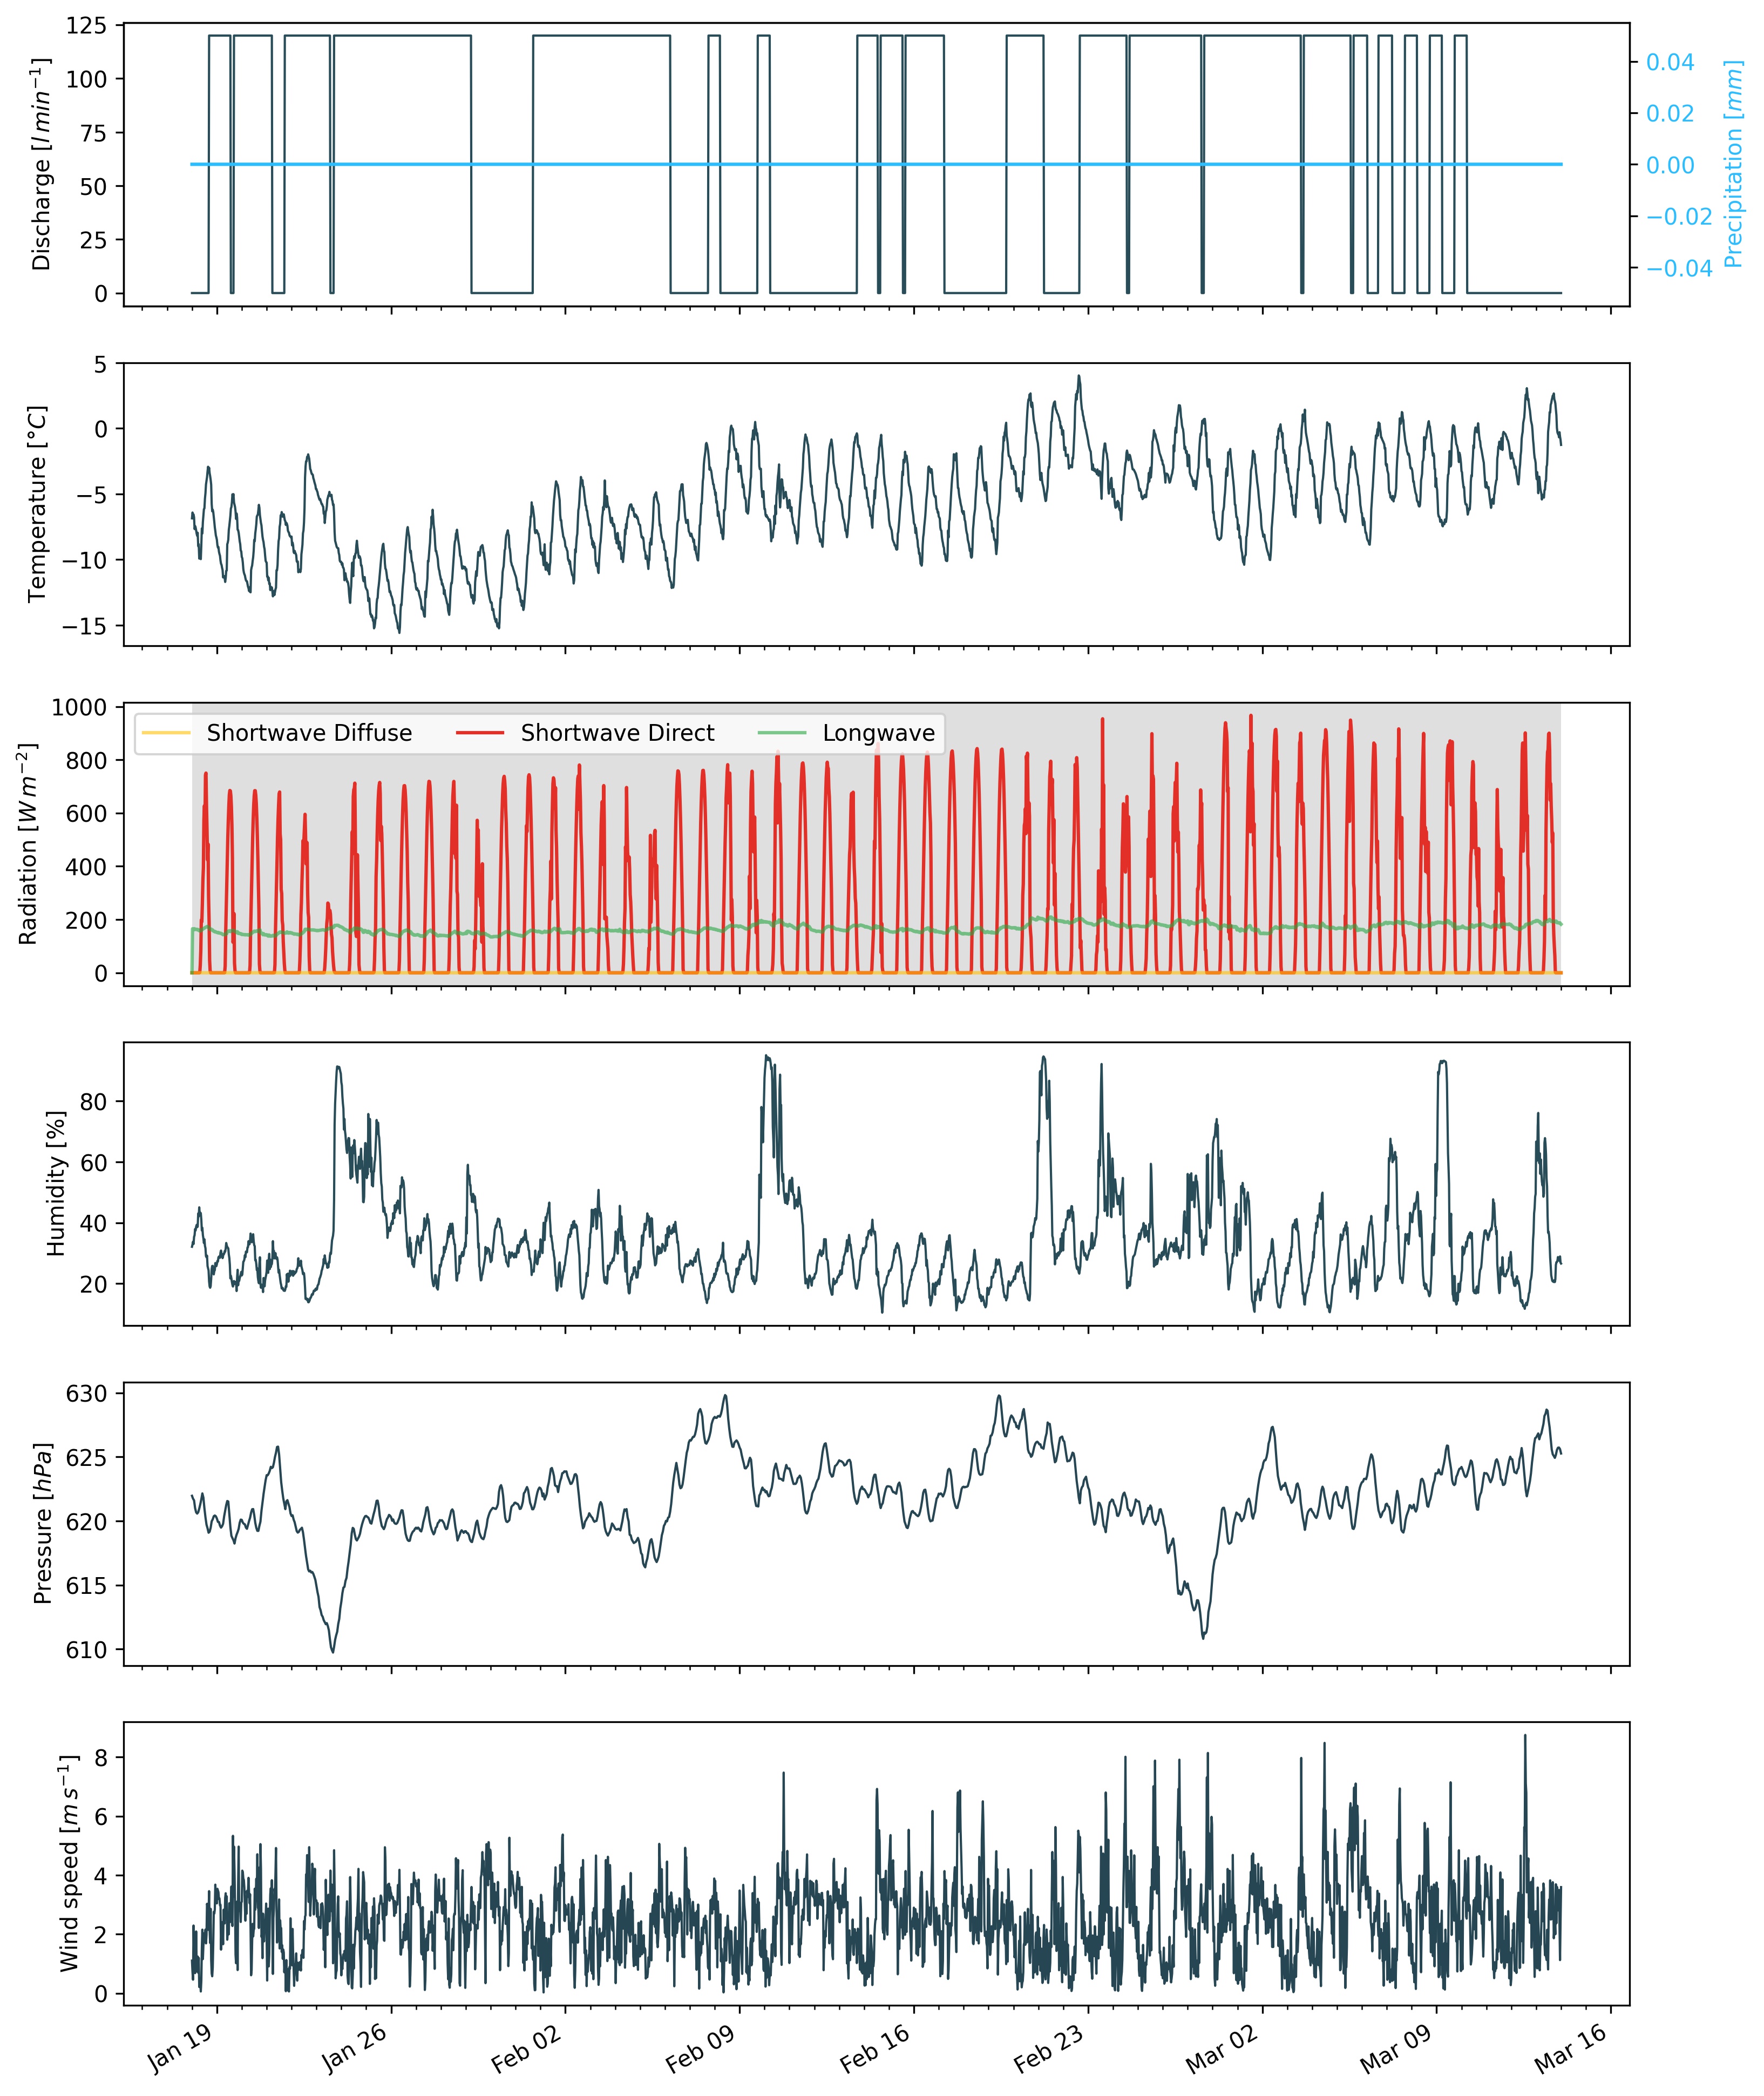 125
100
75
50
25
0
Discharge [l min⁻¹]
0.04
0.02
0.00
−0.02
−0.04
Precipitation [mm]
5
0
−5
−10
−15
Temperature [°C]
1000
800
600
400
200
0
Radiation [W m⁻²]
Shortwave Diffuse
Shortwave Direct
Longwave
80
60
40
20
Humidity [%]
630
625
620
615
610
Pressure [hPa]
8
6
4
2
0
Wind speed [m s⁻¹]
Jan 19
Jan 26
Feb 02
Feb 09
Feb 16
Feb 23
Mar 02
Mar 09
Mar 16